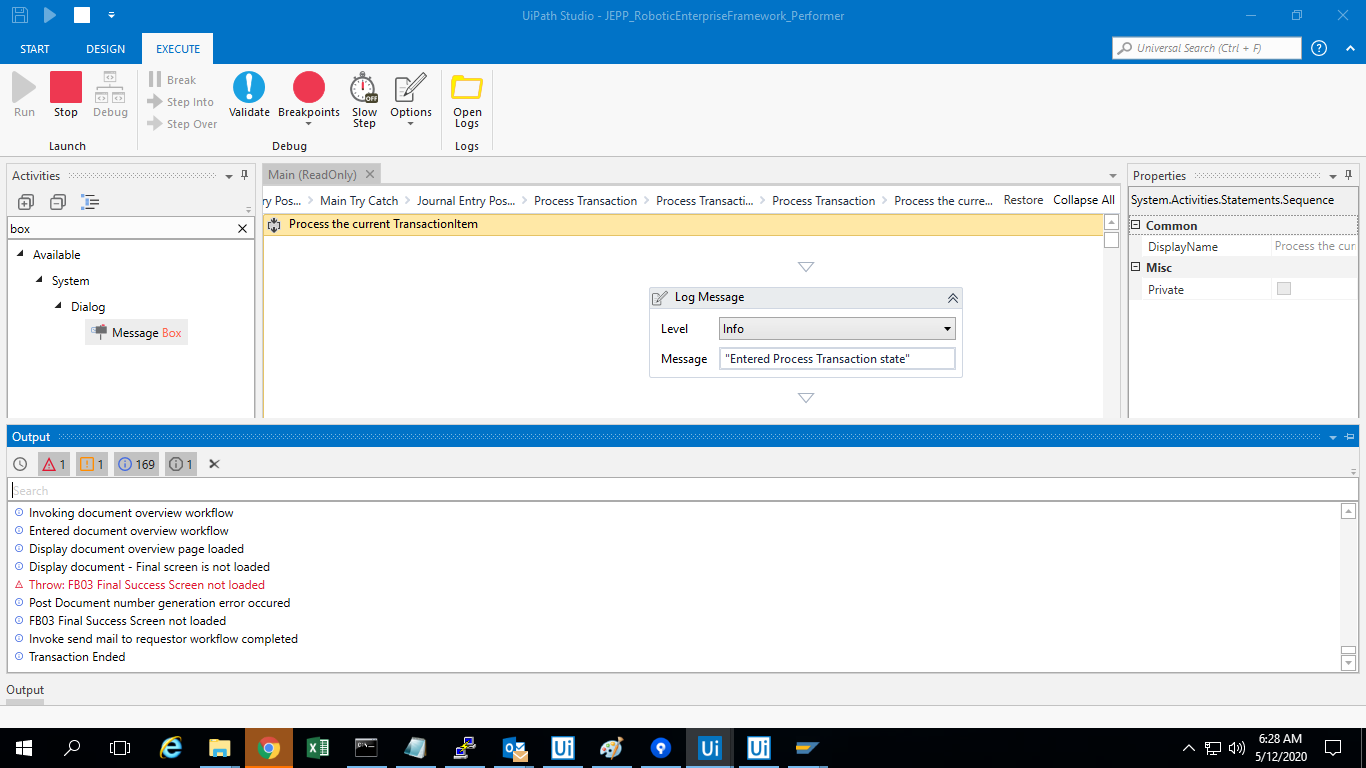 UiPath Studio - JEPP_RoboticEnterpriseFramework_Performer
START DESIGN EXECUTE
Universal Search (Ctrl + F)
Run Stop Debug
Break
Step Into
Step Over
Validate Breakpoints Slow Step Options Open Logs
OFF
Launch Debug Logs
Activities
box
Available
System
Dialog
Message Box
Main (ReadOnly)
ry Pos... Main Try Catch Journal Entry Pos... Process Transaction Process Transacti... Process Transaction Process the curre... Restore Collapse All
Process the current TransactionItem
Log Message
Level Info
Message "Entered Process Transaction state"
Properties
System.Activities.Statements.Sequence
Common
DisplayName Process the cur
Misc
Private
Output
1 1 169 1
Search
Invoking document overview workflow
Entered document overview workflow
Display document overview page loaded
Display document - Final screen is not loaded
Throw: FB03 Final Success Screen not loaded
Post Document number generation error occured
FB03 Final Success Screen not loaded
Invoke send mail to requestor workflow completed
Transaction Ended
Output
Ui Ui Ui
6:28 AM
5/12/2020